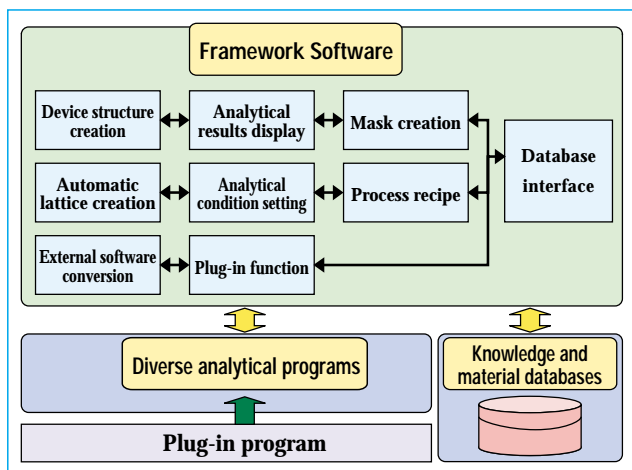 Framework Software
Device structure
creation
Analytical
results display
Mask creation
Database
interface
Automatic
lattice creation
Analytical
condition setting
Process recipe
External software
conversion
Plug-in function
Diverse analytical programs
Knowledge and
material databases
Plug-in program